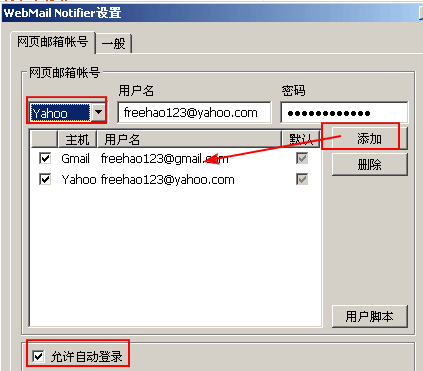 WebMail Notifier设置
网页邮箱帐号 一般
网页邮箱帐号
用户名 密码
Yahoo freehao123@yahoo.com ●●●●●●●●●●●●
主机 用户名 默认 添加
Gmail freehao123@gmail.com
Yahoo freehao123@yahoo.com 删除
用户脚本
允许自动登录